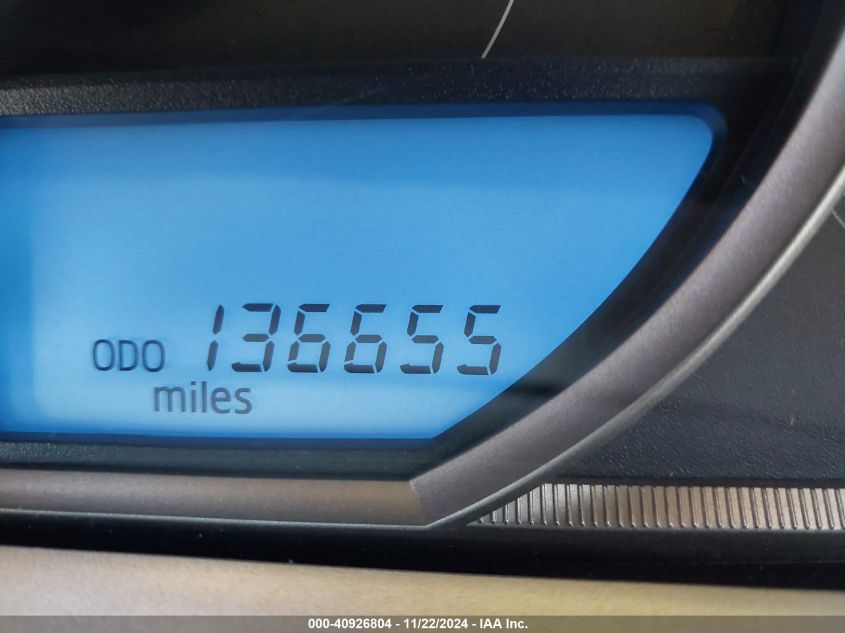 ODO 136655
miles
000-40926804 - 11/22/2024 - IAA Inc.